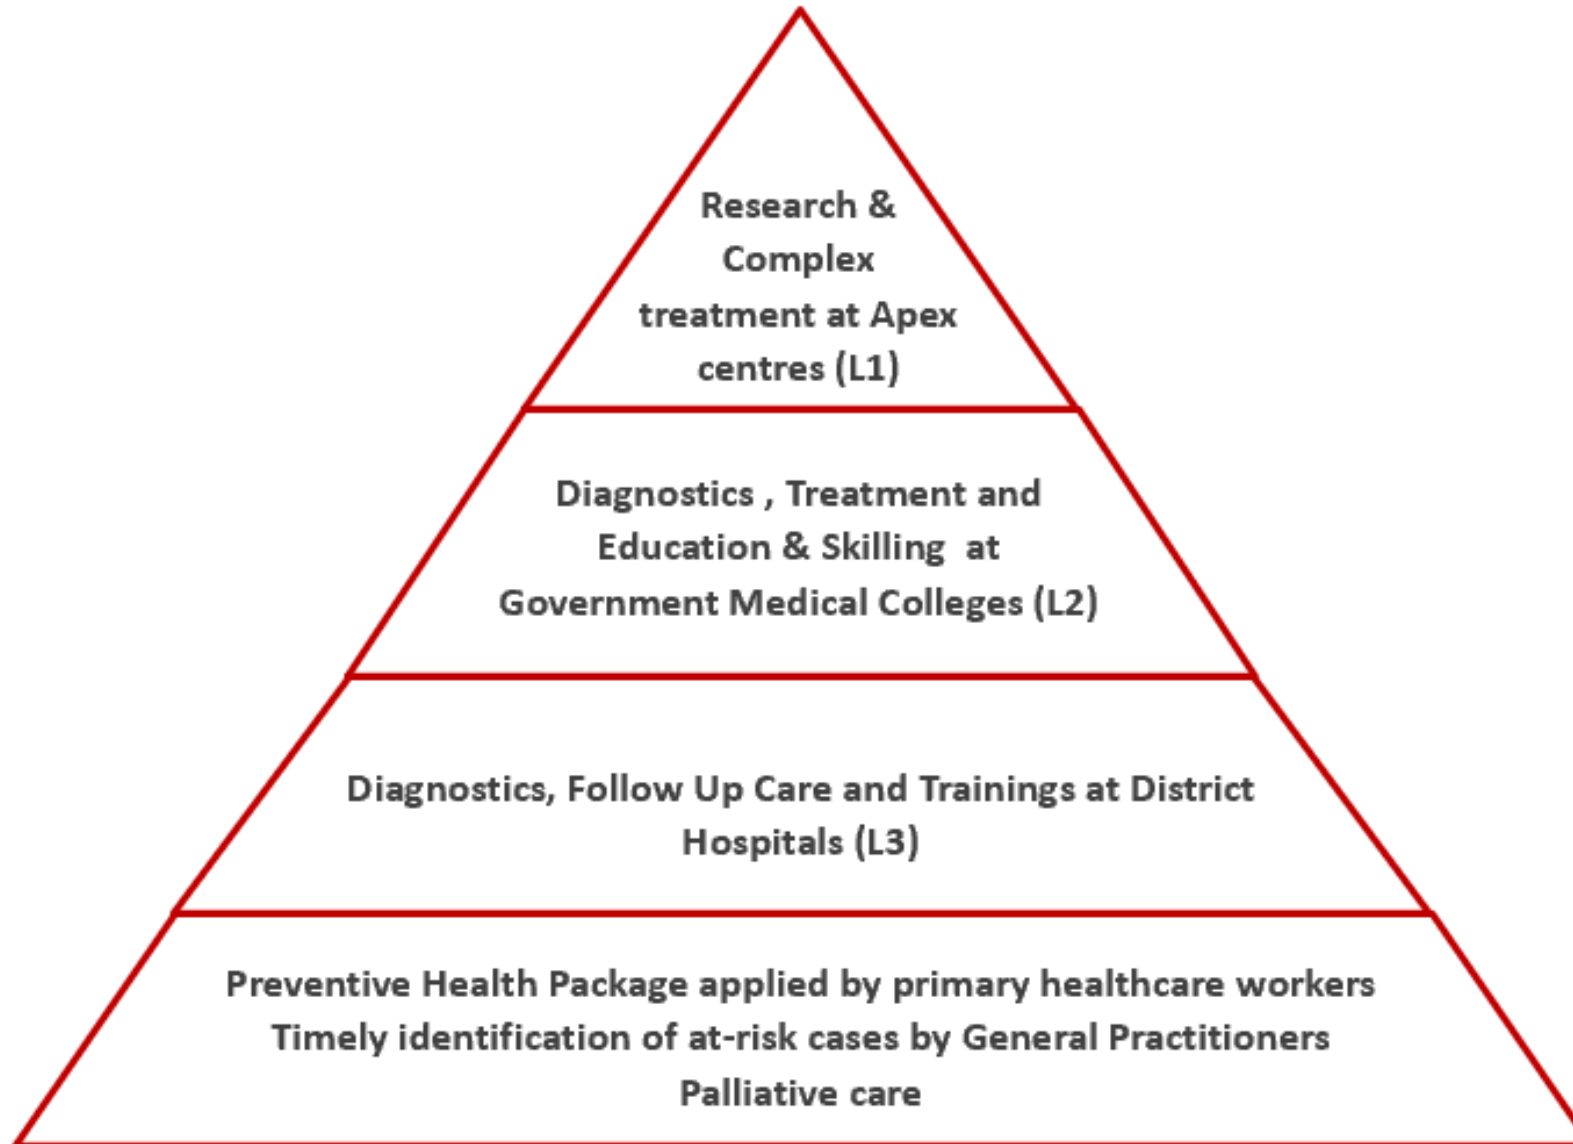 Research &
Complex
treatment at Apex
centres (L1)
Diagnostics , Treatment and
Education & Skilling  at
Government Medical Colleges (L2)
Diagnostics, Follow Up Care and Trainings at District
Hospitals (L3)
Preventive Health Package applied by primary healthcare workers
Timely identification of at-risk cases by General Practitioners
Palliative care